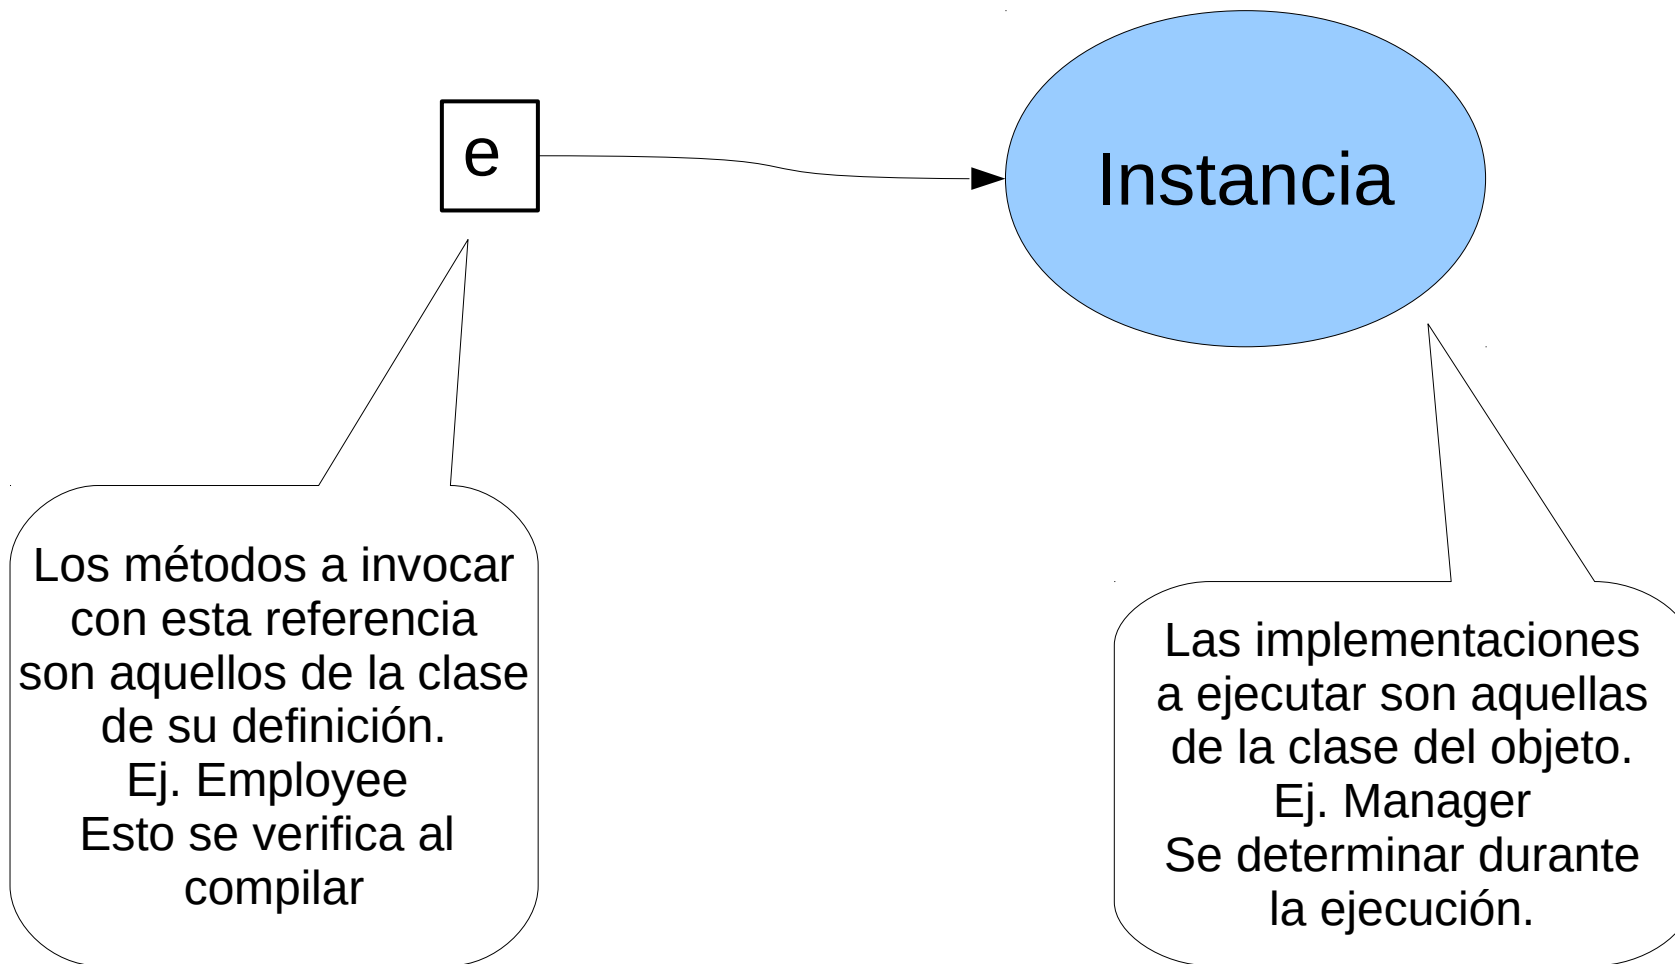 e
Instancia
Los métodos a invocar
con esta referencia
son aquellos de la clase
de su definición.
Ej. Employee
Esto se verifica al
compilar
Las implementaciones
a ejecutar son aquellas
de la clase del objeto.
Ej. Manager
Se determinar durante
la ejecución.